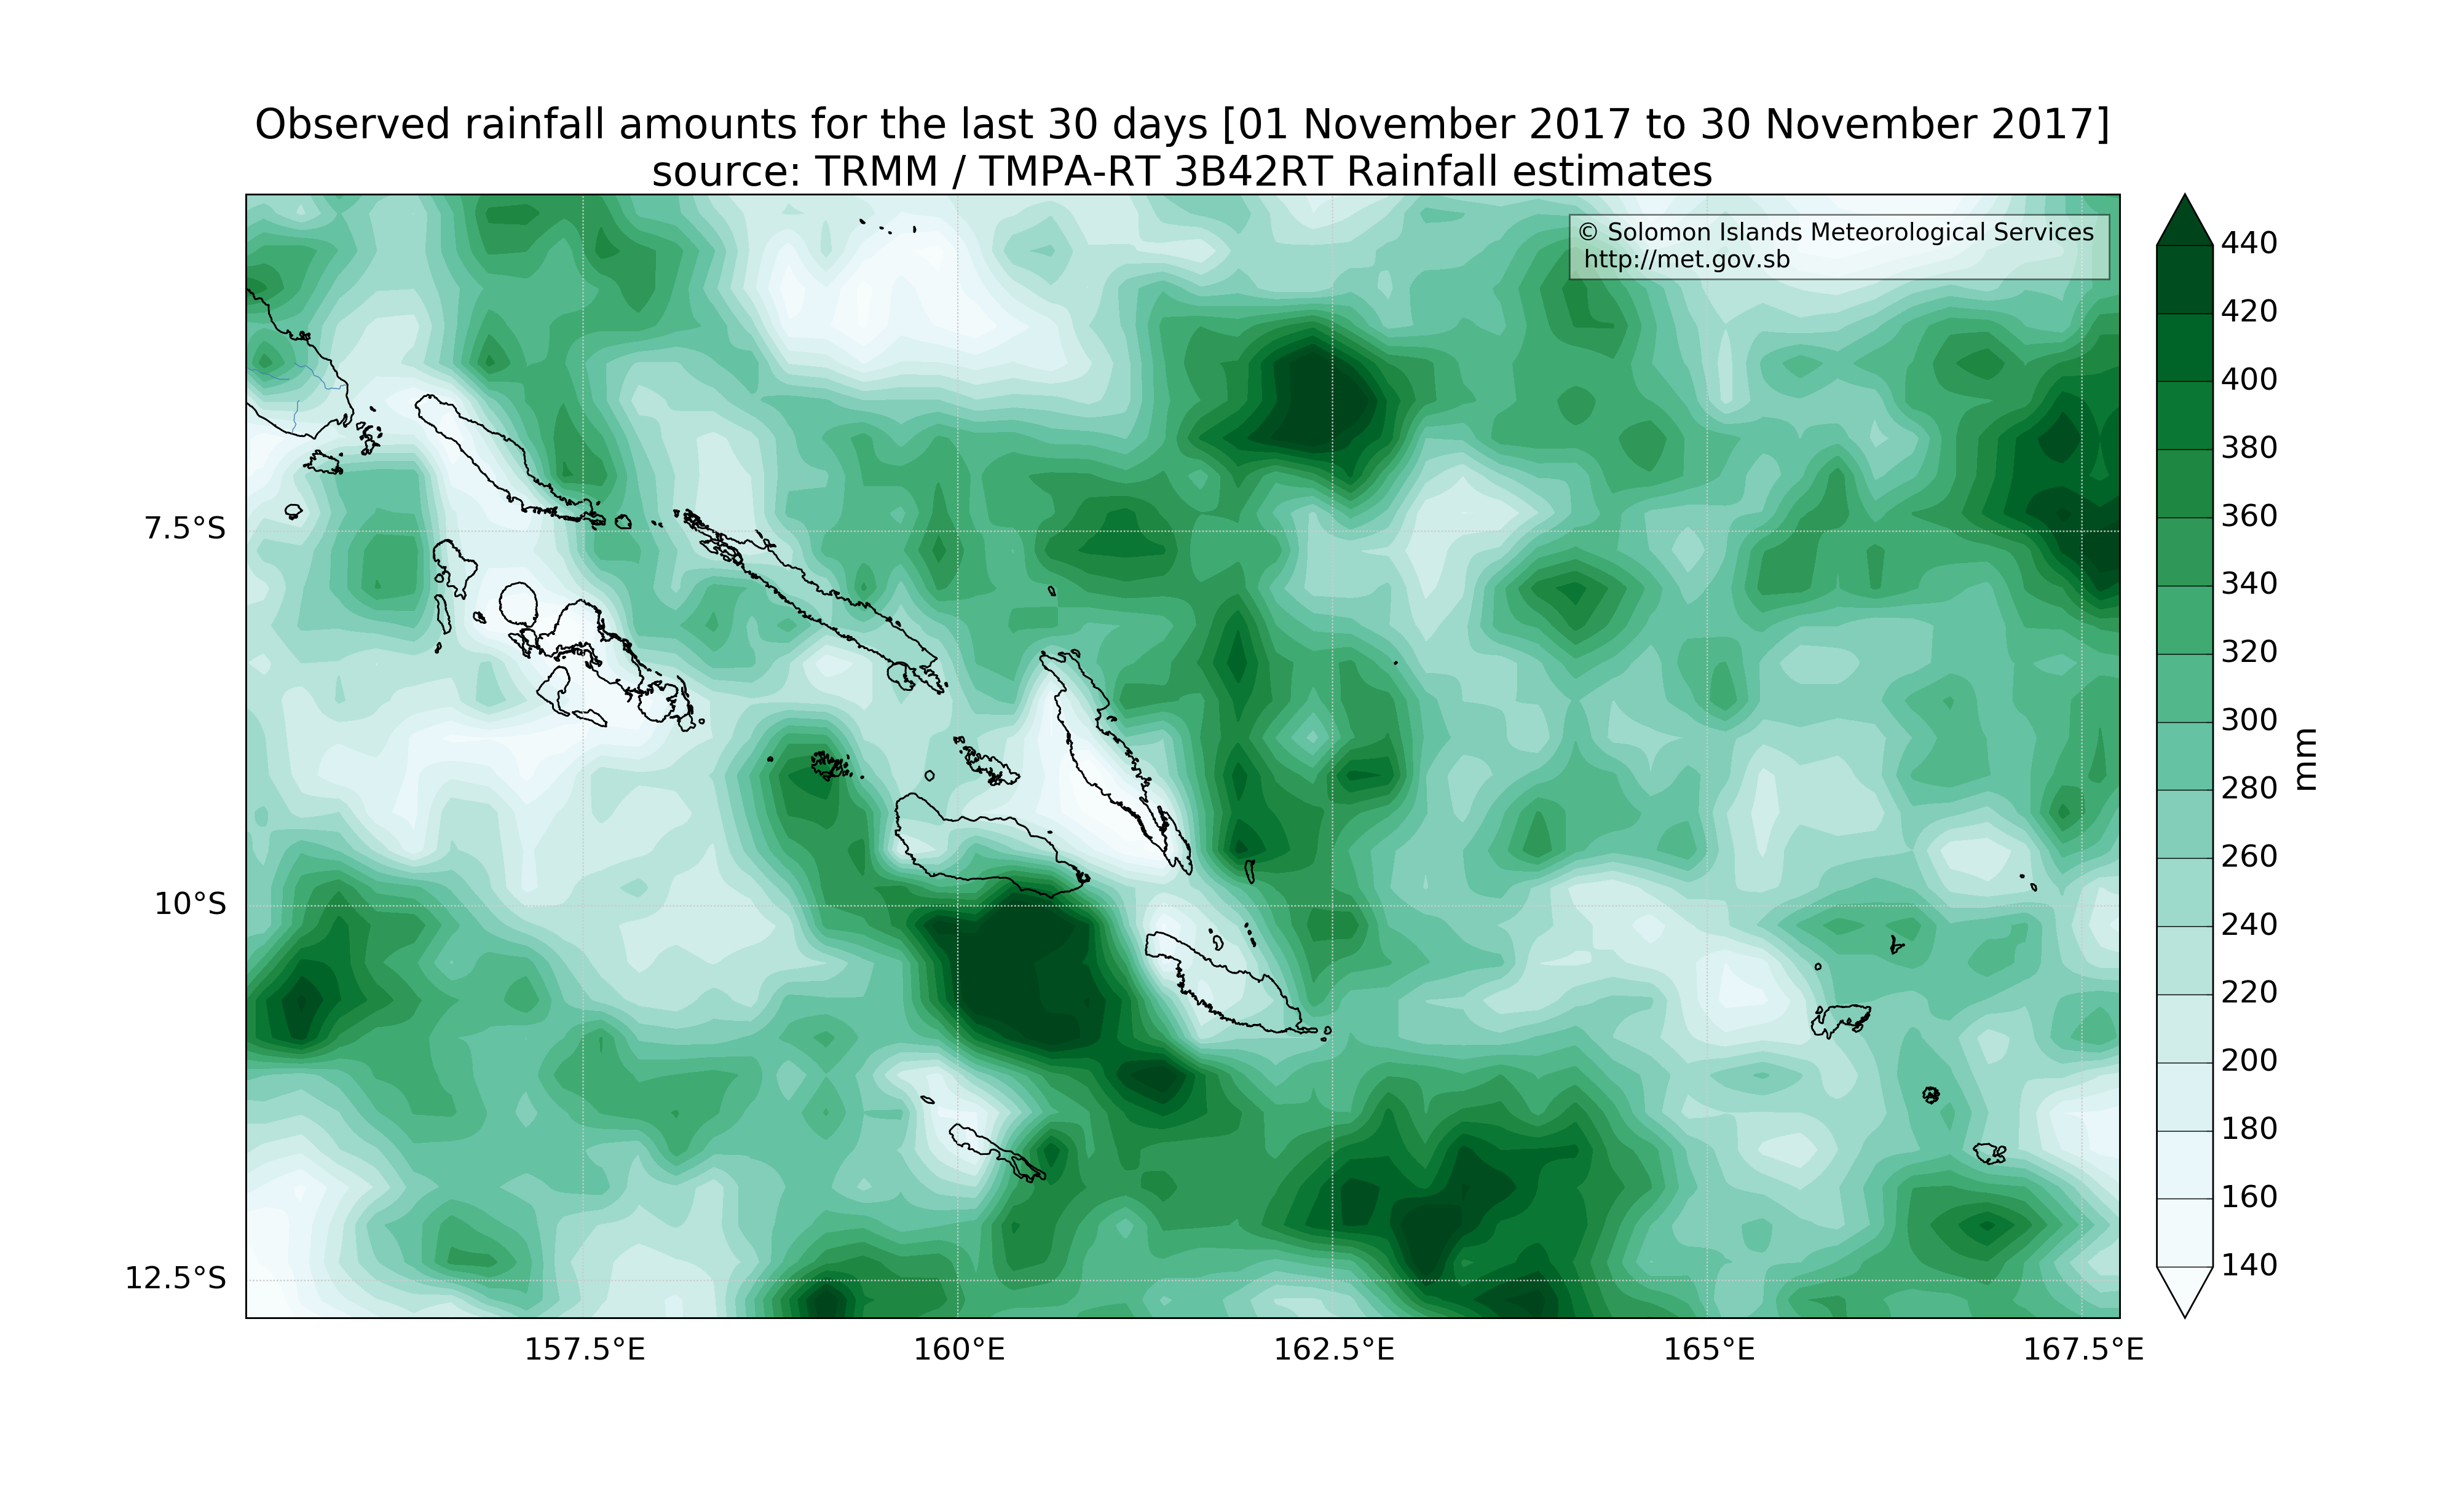 Observed rainfall amounts for the last 30 days [01 November 2017 to 30 November 2017]
source: TRMM / TMPA-RT 3B42RT Rainfall estimates
© Solomon Islands Meteorological Services
http://met.gov.sb
7.5°S
10°S
12.5°S
157.5°E
160°E
162.5°E
165°E
167.5°E
440
420
400
380
360
340
320
300
280
260
240
220
200
180
160
140
mm